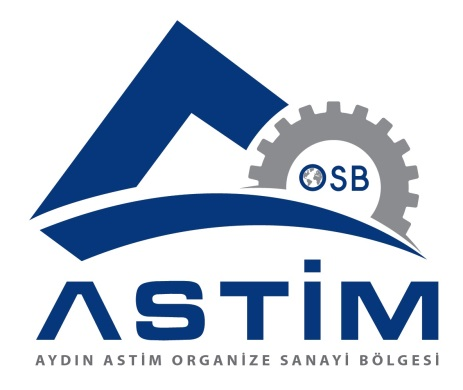 OSB
ASTİM
AYDIN ASTİM ORGANİZE SANAYİ BÖLGESİ